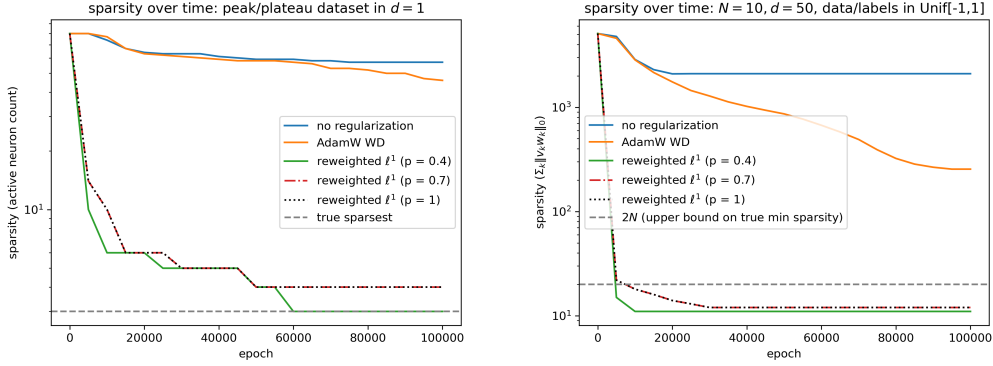 sparsity over time: peak/plateau dataset in d = 1
sparsity (active neuron count)
10¹
no regularization
AdamW WD
reweighted ℓ¹ (p = 0.4)
reweighted ℓ¹ (p = 0.7)
reweighted ℓ¹ (p = 1)
true sparsest
0 20000 40000 60000 80000 100000
epoch
sparsity over time: N = 10, d = 50, data/labels in Unif[-1,1]
sparsity (Σₖ‖vₖwₖ‖₀)
10³
10²
10¹
no regularization
AdamW WD
reweighted ℓ¹ (p = 0.4)
reweighted ℓ¹ (p = 0.7)
reweighted ℓ¹ (p = 1)
2N (upper bound on true min sparsity)
0 20000 40000 60000 80000 100000
epoch